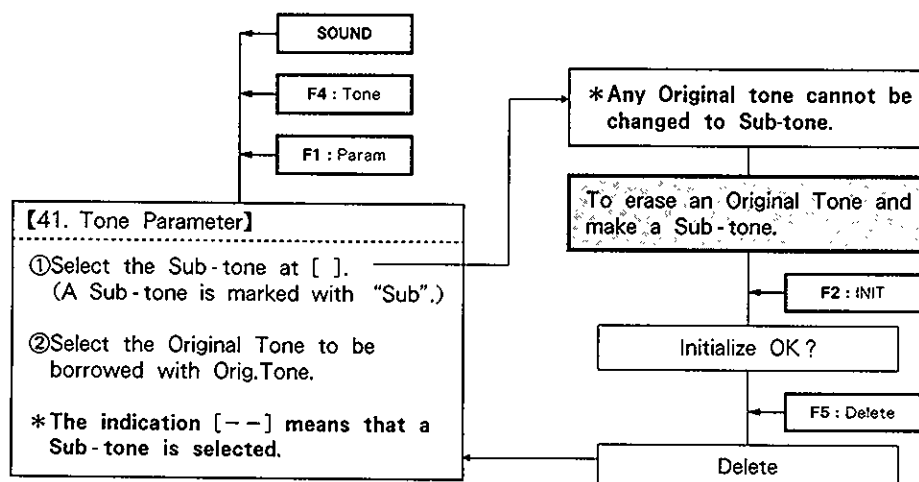 SOUND
F4 : Tone
F1 : Param
【41. Tone Parameter】
①Select the Sub-tone at [ ].
(A Sub-tone is marked with “Sub”.)
②Select the Original Tone to be
borrowed with Orig.Tone.
*The indication [--] means that a
Sub-tone is selected.
*Any Original tone cannot be
changed to Sub-tone.
To erase an Original Tone and
make a Sub-tone.
F2 : INIT
Initialize OK?
F5 : Delete
Delete